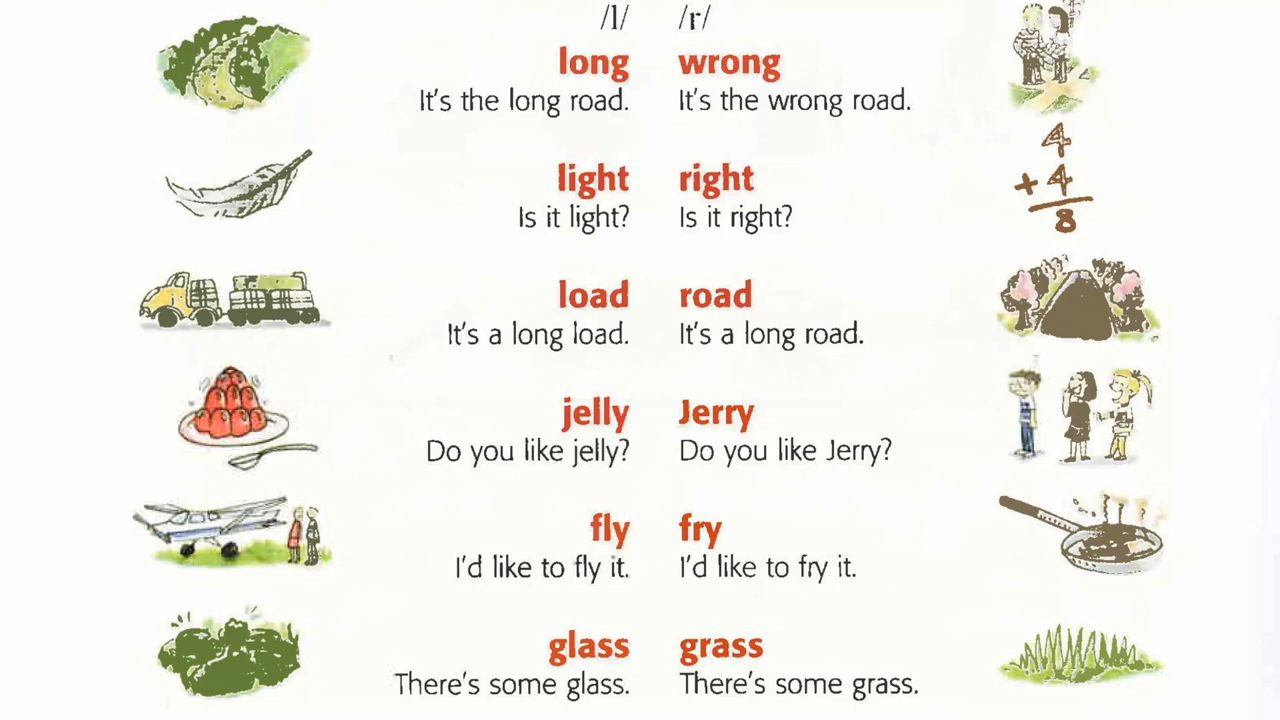 /l/ /r/
long wrong
It's the long road. It's the wrong road.
4
+4
8
light right
Is it light? Is it right?
load road
It's a long load. It's a long road.
jelly Jerry
Do you like jelly? Do you like Jerry?
fly fry
I'd like to fly it. I'd like to fry it.
glass grass
There's some glass. There's some grass.